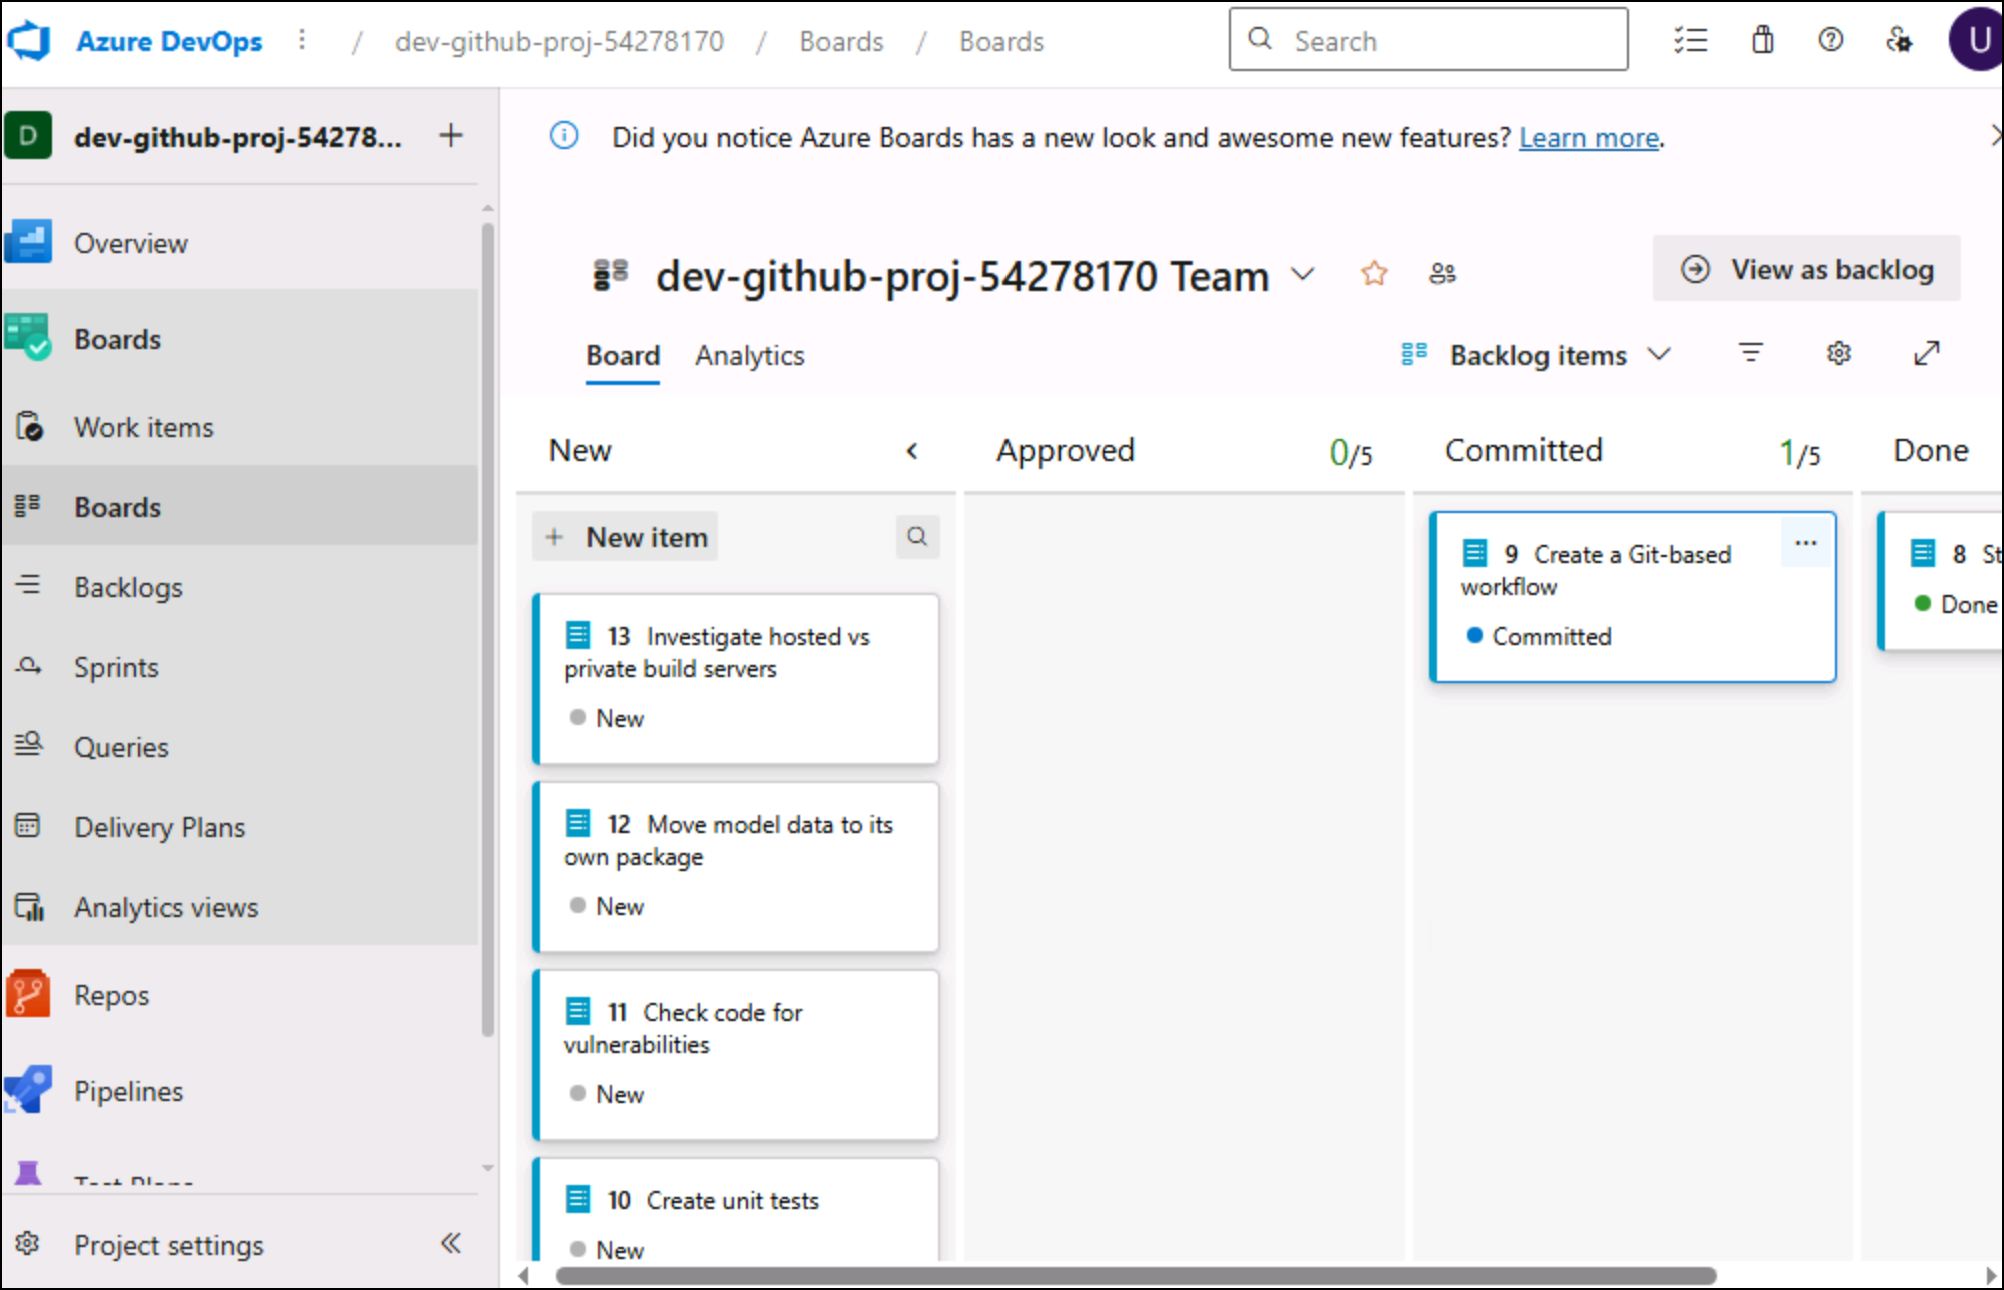 Azure DevOps / dev-github-proj-54278170 / Boards / Boards
Search
U
D dev-github-proj-54278... +
Overview
Boards
Work items
Boards
Backlogs
Sprints
Queries
Delivery Plans
Analytics views
Repos
Pipelines
Test Plans
Project settings
Did you notice Azure Boards has a new look and awesome new features? Learn more.
dev-github-proj-54278170 Team
View as backlog
Board Analytics
Backlog items
New
Approved 0/5
Committed 1/5
Done
+ New item
13 Investigate hosted vs
private build servers
New
12 Move model data to its
own package
New
11 Check code for
vulnerabilities
New
10 Create unit tests
New
9 Create a Git-based ...
workflow
Committed
8 St
Done